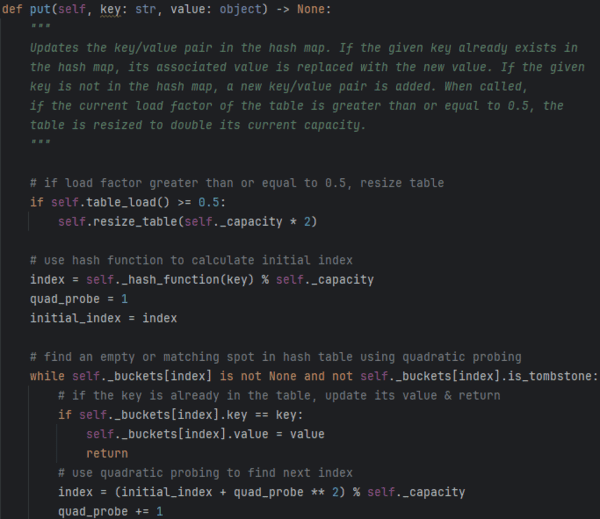 def put(self, key: str, value: object) -> None:
    """
    Updates the key/value pair in the hash map. If the given key already exists in
    the hash map, its associated value is replaced with the new value. If the given
    key is not in the hash map, a new key/value pair is added. When called,
    if the current load factor of the table is greater than or equal to 0.5, the
    table is resized to double its current capacity.
    """

    # if load factor greater than or equal to 0.5, resize table
    if self.table_load() >= 0.5:
        self.resize_table(self._capacity * 2)

    # use hash function to calculate initial index
    index = self._hash_function(key) % self._capacity
    quad_probe = 1
    initial_index = index

    # find an empty or matching spot in hash table using quadratic probing
    while self._buckets[index] is not None and not self._buckets[index].is_tombstone:
        # if the key is already in the table, update its value & return
        if self._buckets[index].key == key:
            self._buckets[index].value = value
            return
        # use quadratic probing to find next index
        index = (initial_index + quad_probe ** 2) % self._capacity
        quad_probe += 1